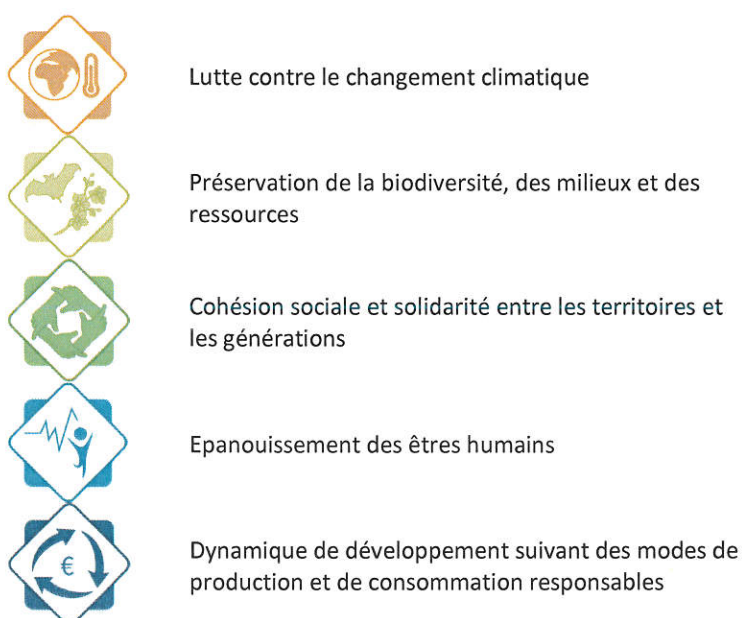 Lutte contre le changement climatique
Préservation de la biodiversité, des milieux et des
ressources
Cohésion sociale et solidarité entre les territoires et
les générations
Epanouissement des êtres humains
€
Dynamique de développement suivant des modes de
production et de consommation responsables